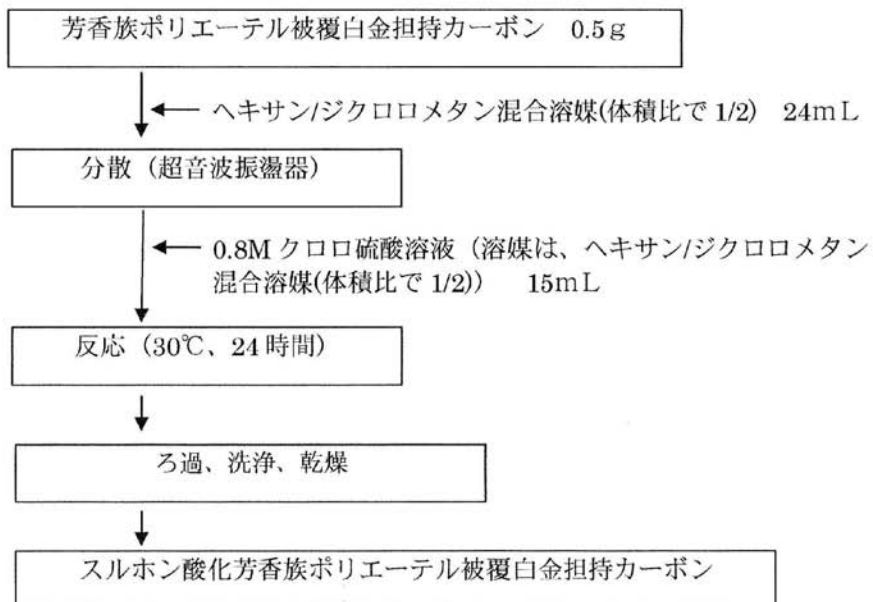 芳香族ポリエーテル被覆白金担持カーボン 0.5g
ヘキサン/ジクロロメタン混合溶媒(体積比で 1/2) 24mL
分散（超音波振盪器）
0.8M クロロ硫酸溶液（溶媒は、ヘキサン/ジクロロメタン
混合溶媒(体積比で 1/2)） 15mL
反応（30℃、24 時間）
ろ過、洗浄、乾燥
スルホン酸化芳香族ポリエーテル被覆白金担持カーボン